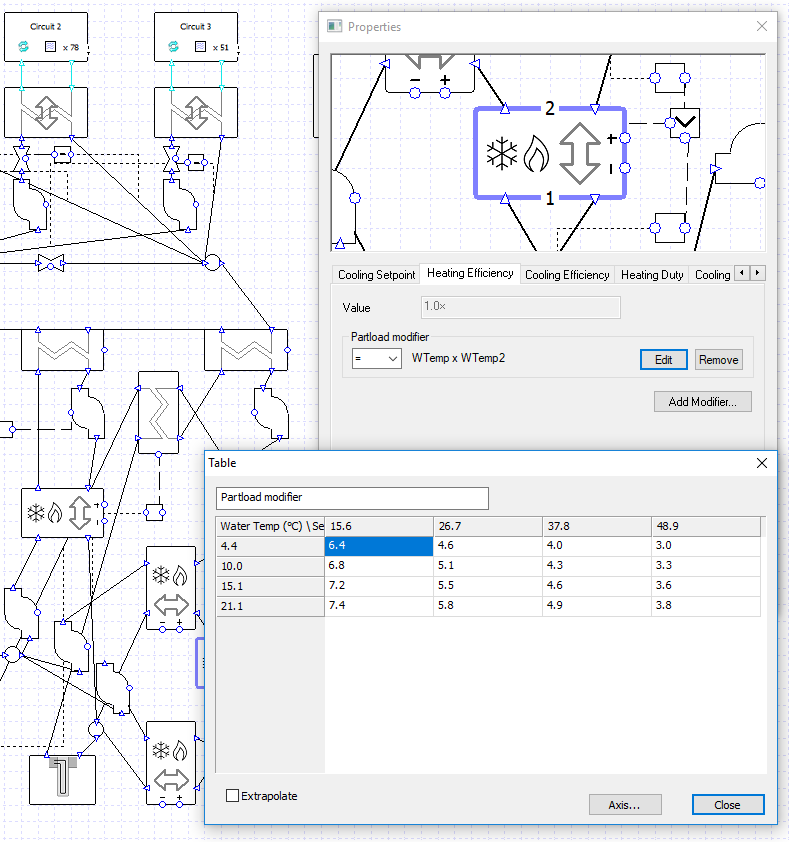 Circuit 2
x 78
Circuit 3
x 51
Properties
2
1
Cooling Setpoint
Heating Efficiency
Cooling Efficiency
Heating Duty
Cooling
Value
1.0×
Partload modifier
=
WTemp x WTemp2
Edit
Remove
Add Modifier...
Table
Partload modifier
Water Temp (°C) \ Se 15.6 26.7 37.8 48.9
4.4 6.4 4.6 4.0 3.0
10.0 6.8 5.1 4.3 3.3
15.1 7.2 5.5 4.6 3.6
21.1 7.4 5.8 4.9 3.8
Extrapolate
Axis...
Close